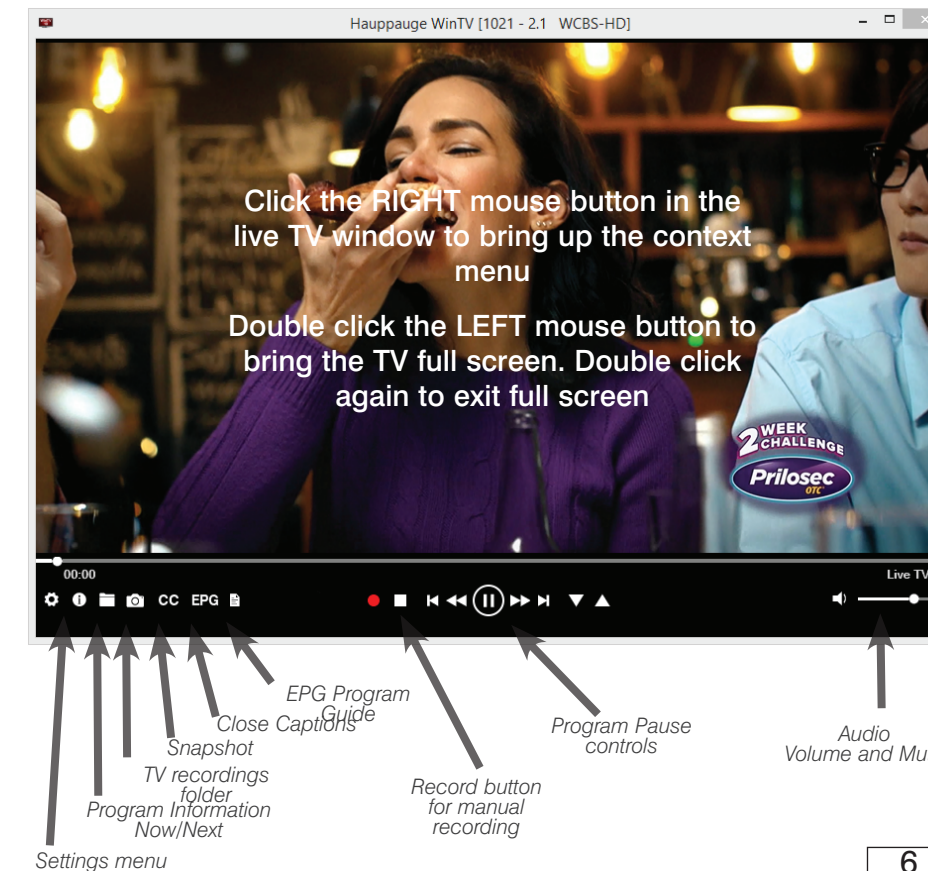 Hauppauge WinTV [1021 - 2.1 WCBS-HD]
Click the RIGHT mouse button in the
live TV window to bring up the context
menu
Double click the LEFT mouse button to
bring the TV full screen. Double click
again to exit full screen
2 WEEK
CHALLENGE
Prilosec
OTC
00:00
Live TV
CC EPG
EPG Program
Guide
Close Captions
Snapshot
TV recordings
folder
Program Information
Now/Next
Settings menu
Record button
for manual
recording
Program Pause
controls
Audio
Volume and Mu
6